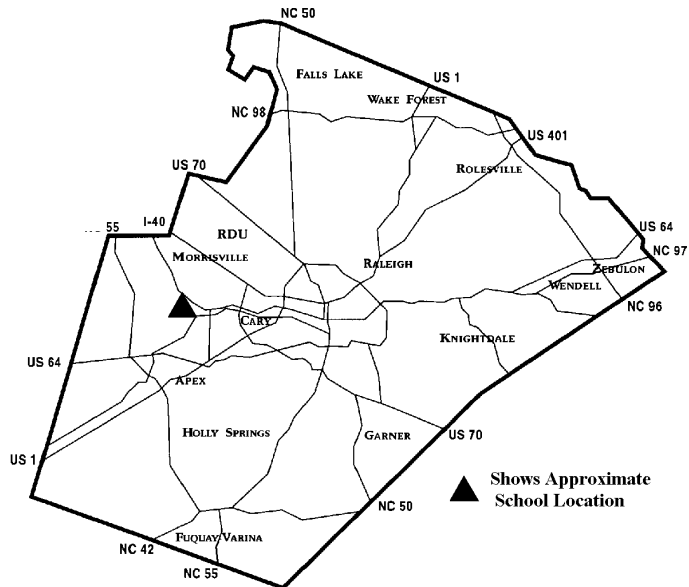 NC 50
FALLS LAKE
US 1
WAKE FOREST
NC 98
US 401
US 70
ROLESVILLE
55
I-40
RDU
US 64
MORRISVILLE
RALEIGH
NC 97
ZEBULON
WENDELL
NC 96
CARY
KNIGHTDALE
US 64
APEX
HOLLY SPRINGS
GARNER
US 70
US 1
Shows Approximate
School Location
NC 50
FUQUAY VARINA
NC 42
NC 55